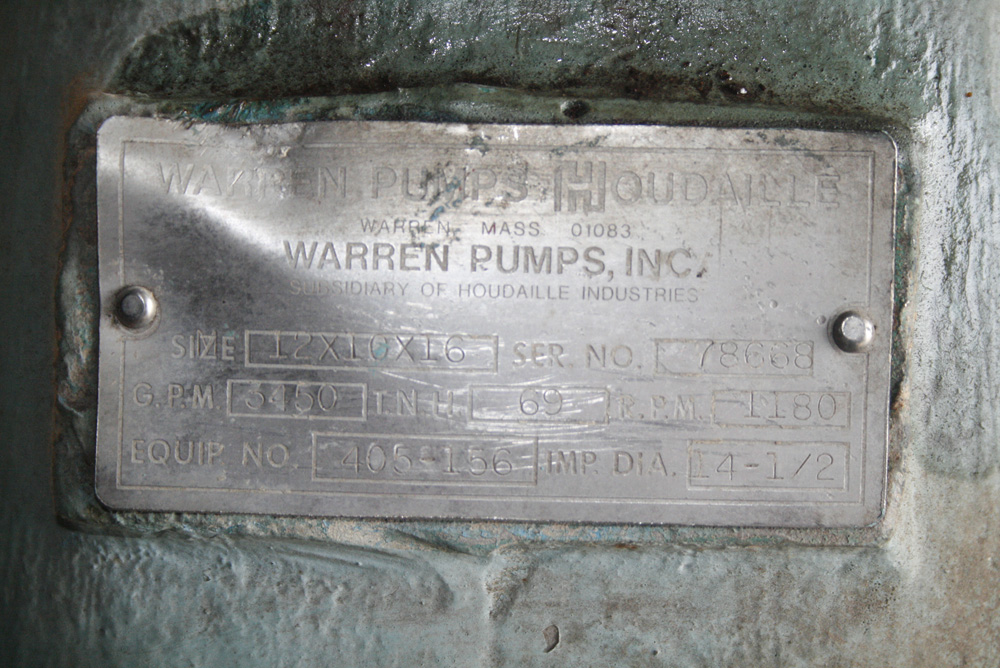 WARREN PUMPS HOUDAILLE
WARREN, MASS 01083
WARREN PUMPS, INC.
SUBSIDIARY OF HOUDAILLE INDUSTRIES
SIZE 12X10X16 SER NO. 78668
G.P.M. 3450 T.N.H. 69 R.P.M. 1180
EQUIP NO. 405-156 IMP. DIA. 14-1/2